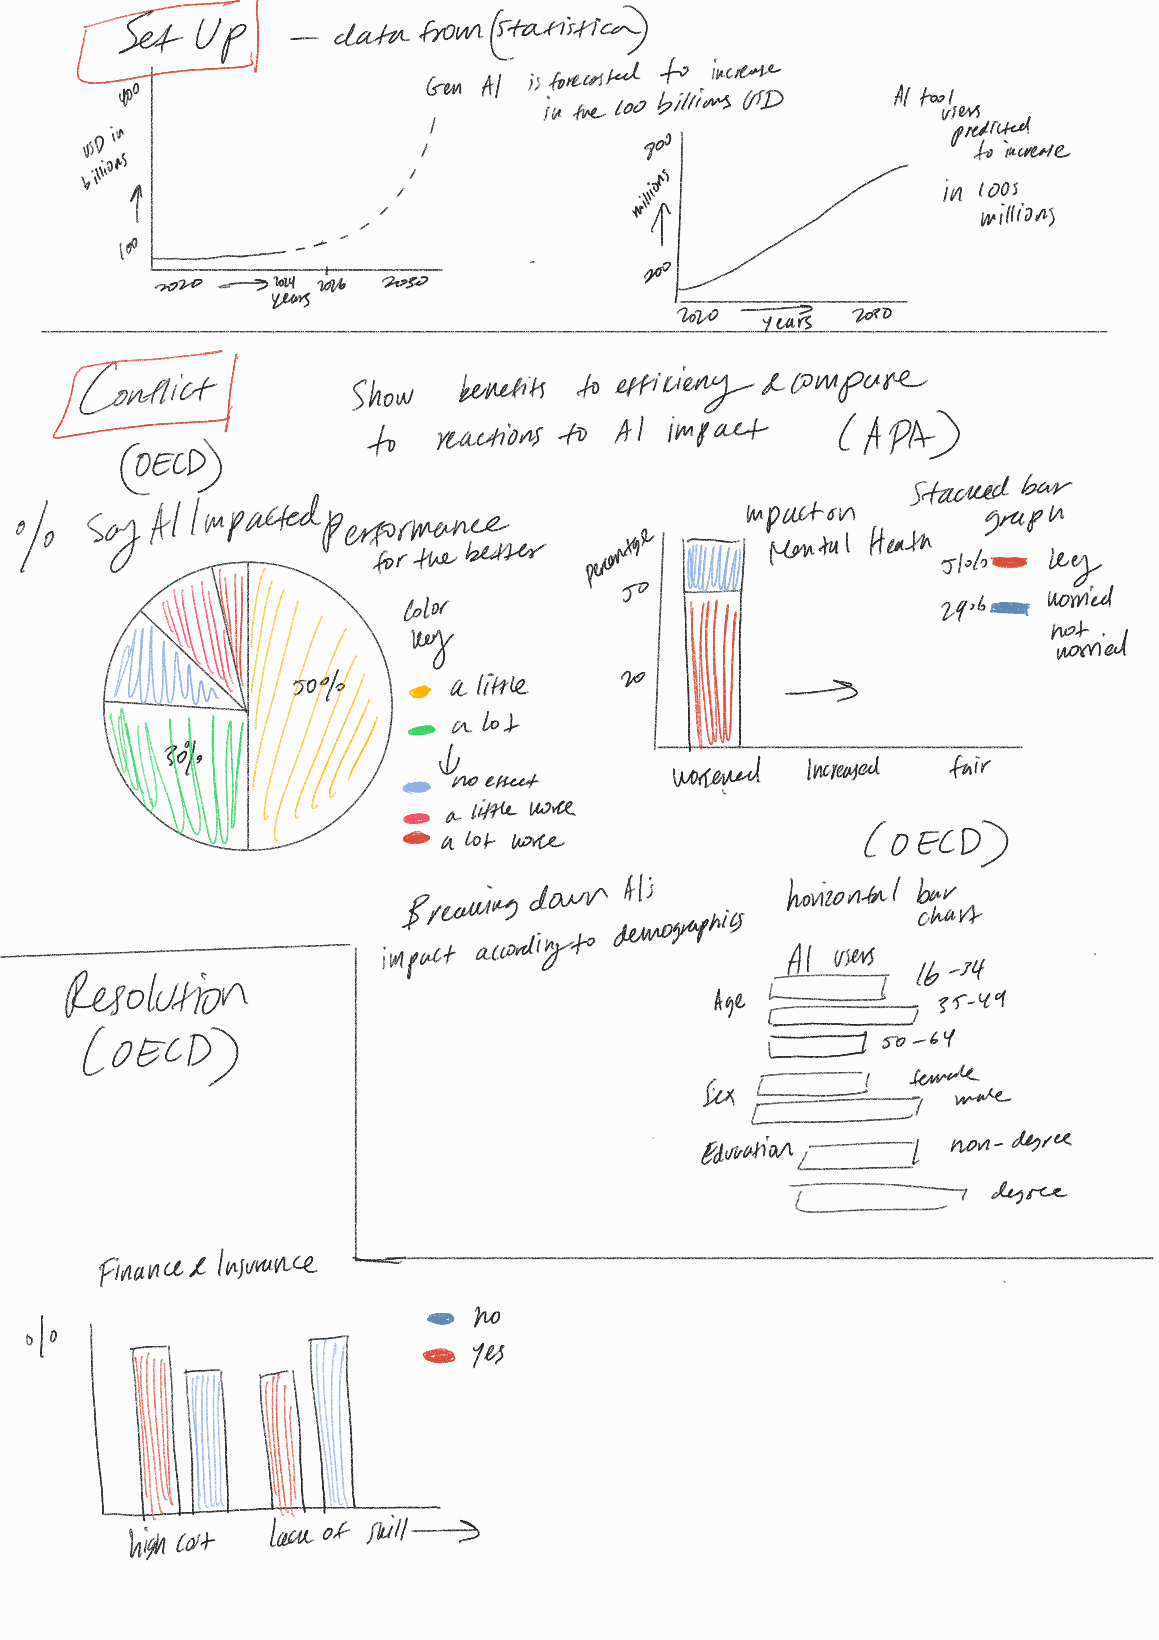 Set Up — data from (statistica)
Gen AI is forecasted to increase
in the 100 billions USD
400
USD in
billions
100
2020
2024
2026
2030
years
AI tool
users
predicted
to increase
in 100s
millions
700
millions
200
2020
years
2030
Conflict
(OECD)
Show benefits to efficieny & compare
to reactions to AI impact (APA)
% Say AI Impacted performance
for the better
50%
30%
Color
key
a little
a lot
no effect
a little worse
a lot worse
Stacked bar
graph
Impact on
Mental Heath
percentage
50
20
51%
29%
key
worried
not
worried
worsened
Increased
fair
(OECD)
Breaking down AIs
impact according to demographics
horizontal bar
chart
AI users
Age
16-34
35-49
50-64
Sex
female
male
Education
non-degree
degree
Resolution
(OECD)
Finance & Insurance
%
no
yes
high cost
lack of skill